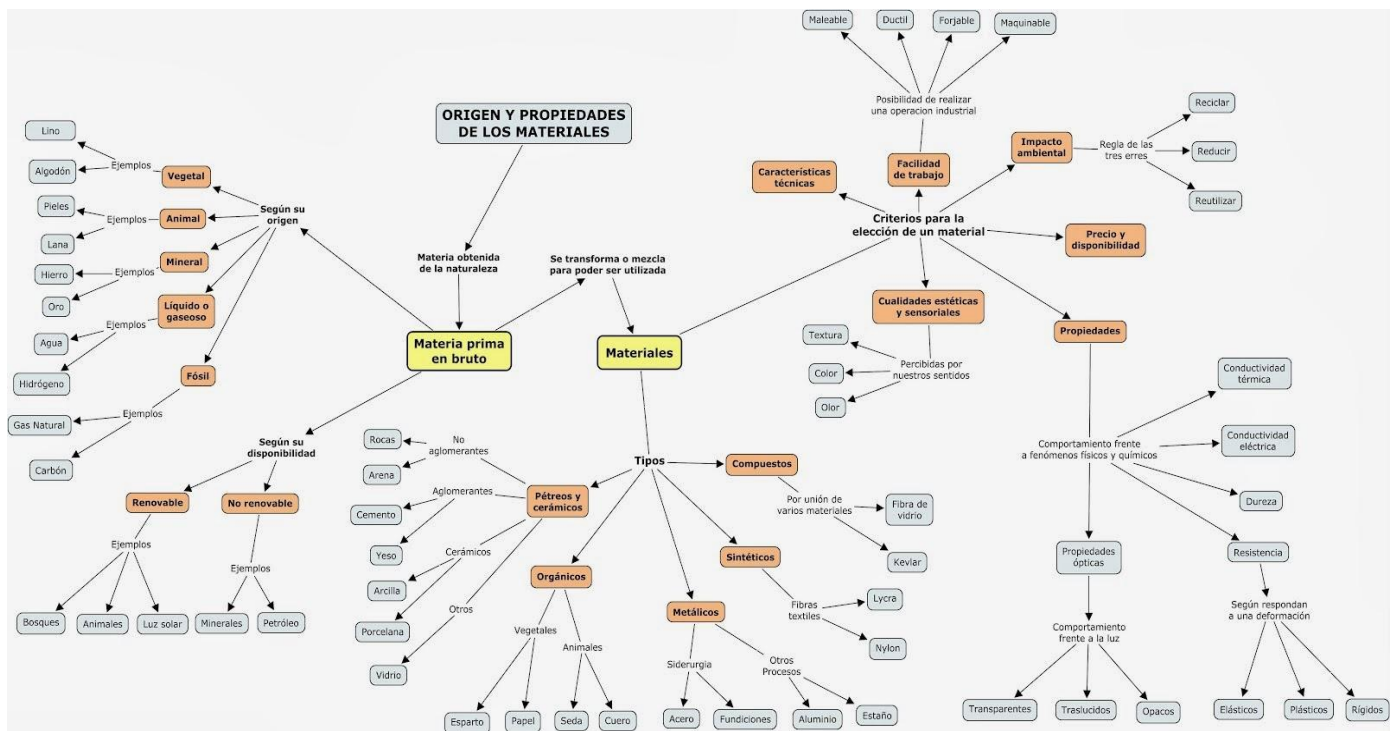 ORIGEN Y PROPIEDADES
DE LOS MATERIALES
Materia obtenida
de la naturaleza
Materia prima
en bruto
Según su
origen
Vegetal
Ejemplos
Lino
Algodón
Animal
Ejemplos
Pieles
Lana
Mineral
Ejemplos
Hierro
Oro
Líquido o
gaseoso
Ejemplos
Agua
Hidrógeno
Fósil
Ejemplos
Gas Natural
Carbón
Según su
disponibilidad
Renovable
Ejemplos
Bosques
Animales
Luz solar
No renovable
Ejemplos
Minerales
Petróleo
Se transforma o mezcla
para poder ser utilizada
Materiales
Tipos
Pétreos y
cerámicos
No
aglomerantes
Rocas
Arena
Aglomerantes
Cemento
Yeso
Cerámicos
Arcilla
Porcelana
Otros
Vidrio
Orgánicos
Vegetales
Esparto
Papel
Animales
Seda
Cuero
Metálicos
Siderurgia
Acero
Fundiciones
Otros
Procesos
Aluminio
Estaño
Sintéticos
Fibras
textiles
Lycra
Nylon
Compuestos
Por unión de
varios materiales
Fibra de
vidrio
Kevlar
Criterios para la
elección de un material
Características
técnicas
Facilidad
de trabajo
Posibilidad de realizar
una operacion industrial
Maleable
Ductil
Forjable
Maquinable
Impacto
ambiental
Regla de las
tres erres
Reciclar
Reducir
Reutilizar
Precio y
disponibilidad
Cualidades estéticas
y sensoriales
Percibidas por
nuestros sentidos
Textura
Color
Olor
Propiedades
Comportamiento frente
a fenómenos físicos y químicos
Conductividad
térmica
Conductividad
eléctrica
Dureza
Resistencia
Según respondan
a una deformación
Elásticos
Plásticos
Rígidos
Propiedades
ópticas
Comportamiento
frente a la luz
Transparentes
Traslucidos
Opacos